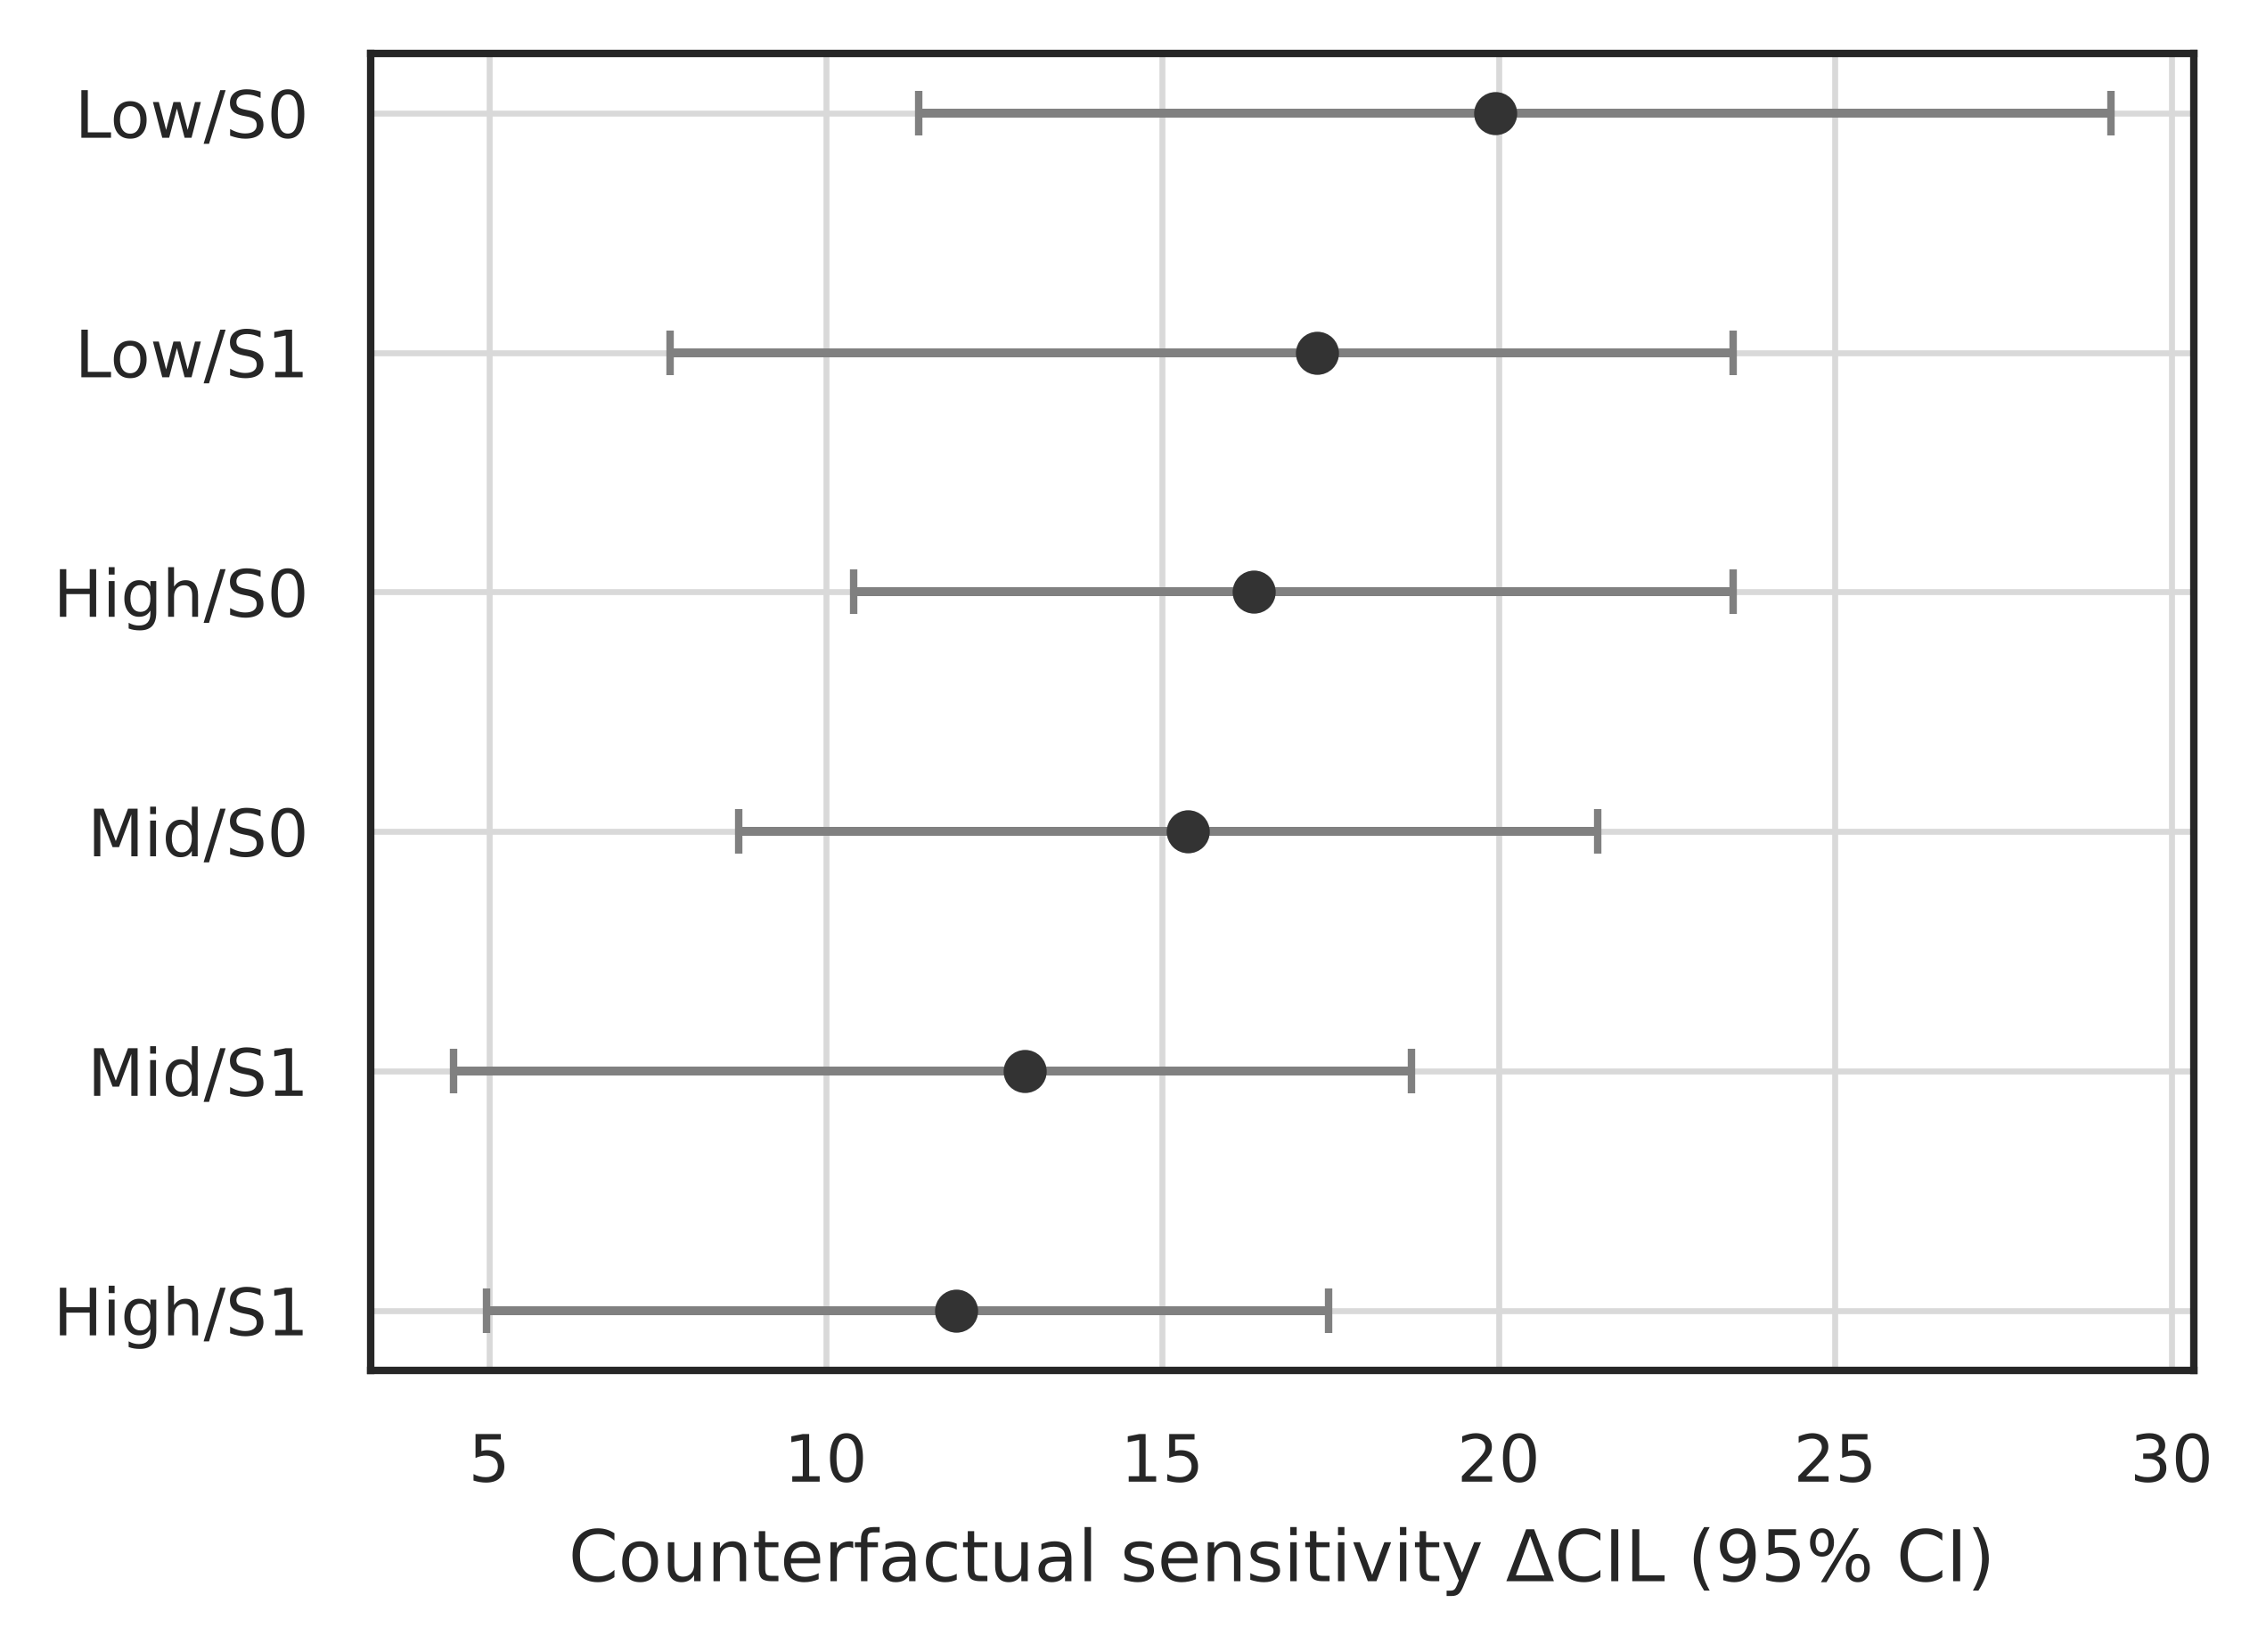 Low/S0
Low/S1
High/S0
Mid/S0
Mid/S1
High/S1
5 10 15 20 25 30
Counterfactual sensitivity ΔCIL (95% CI)